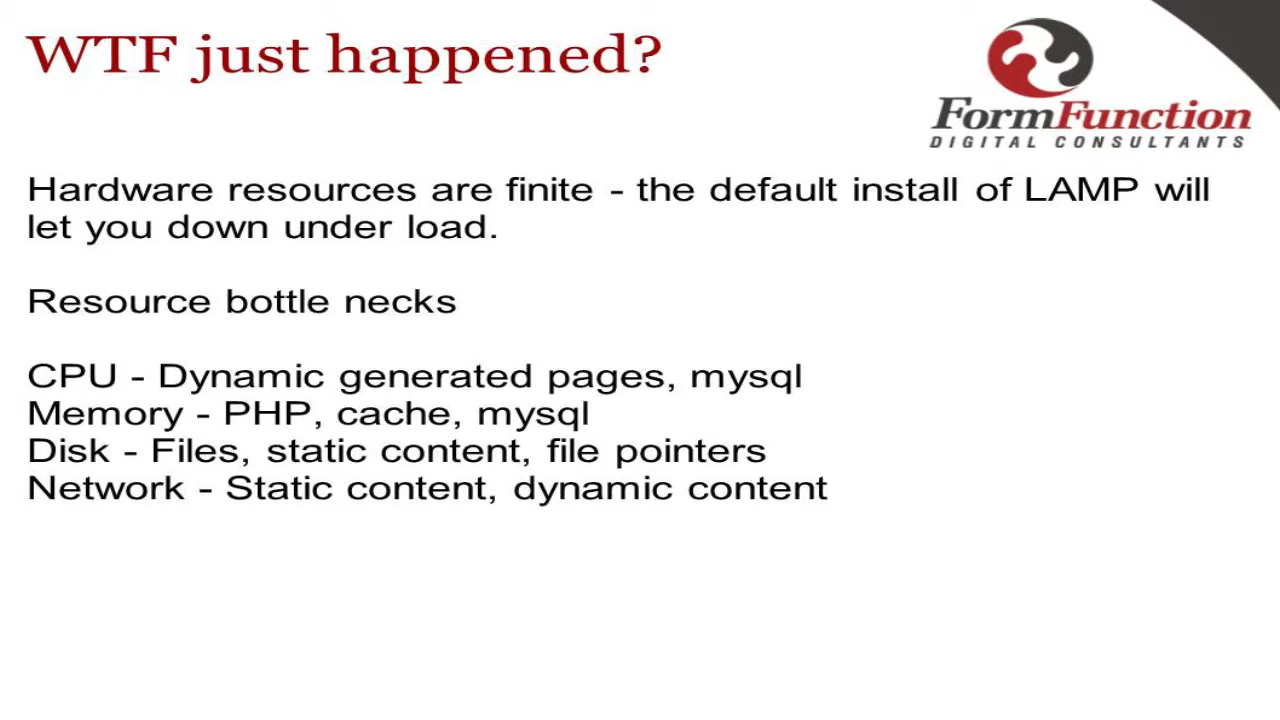 WTF just happened?
FormFunction
DIGITAL CONSULTANTS
Hardware resources are finite - the default install of LAMP will
let you down under load.
Resource bottle necks
CPU - Dynamic generated pages, mysql
Memory - PHP, cache, mysql
Disk - Files, static content, file pointers
Network - Static content, dynamic content